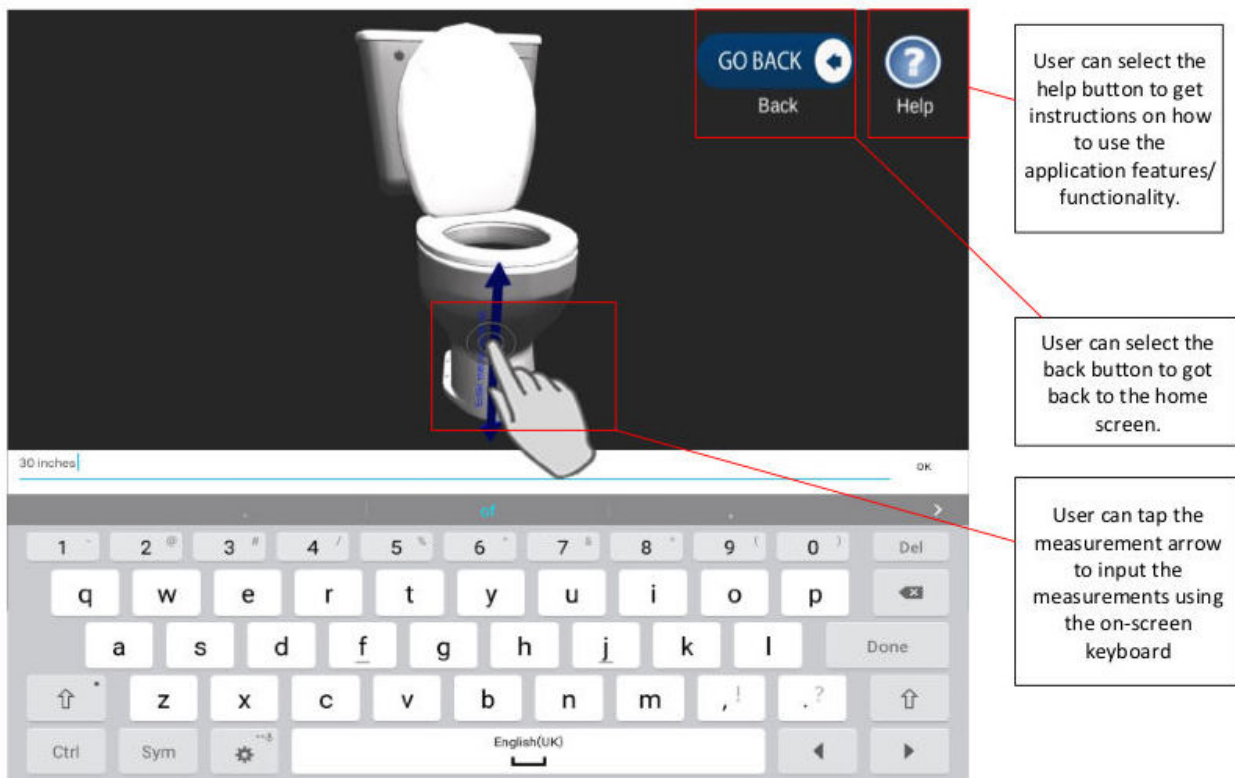 GO BACK
Back
Help
User can select the
help button to get
instructions on how
to use the
application features/
functionality.
User can select the
back button to got
back to the home
screen.
30 inches
OK
User can tap the
measurement arrow
to input the
measurements using
the on-screen
keyboard
of
1 2 @ 3 # 4 / 5 % 6 7 & 8 * 9 ( 0 ) Del
q w e r t y u i o p
a s d f g h j k l Done
z x c v b n m , ! . ?
Ctrl Sym English(UK)